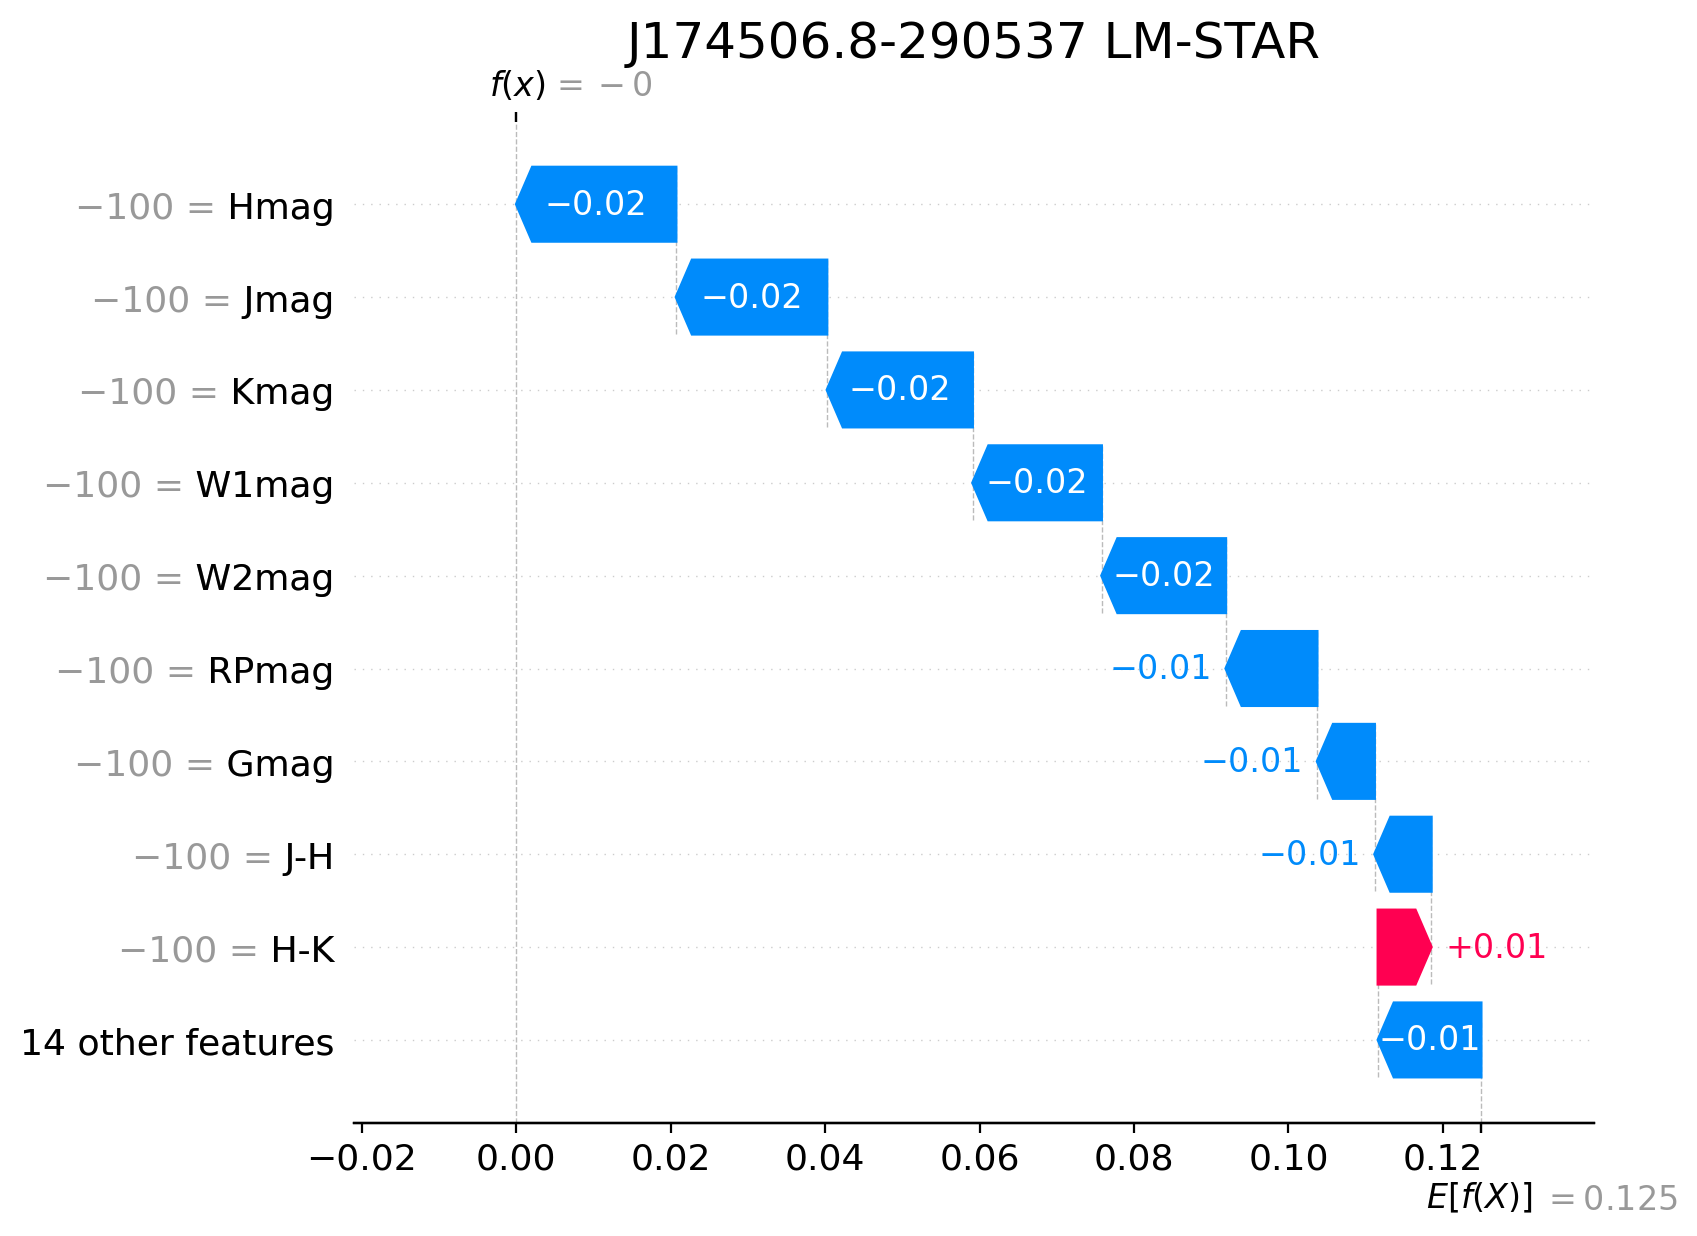 J174506.8-290537 LM-STAR
f(x) = −0
−100 = Hmag
−0.02
−100 = Jmag
−0.02
−100 = Kmag
−0.02
−100 = W1mag
−0.02
−100 = W2mag
−0.02
−100 = RPmag
−0.01
−100 = Gmag
−0.01
−100 = J-H
−0.01
−100 = H-K
+0.01
14 other features
−0.01
−0.02 0.00 0.02 0.04 0.06 0.08 0.10 0.12
E[f(X)] = 0.125